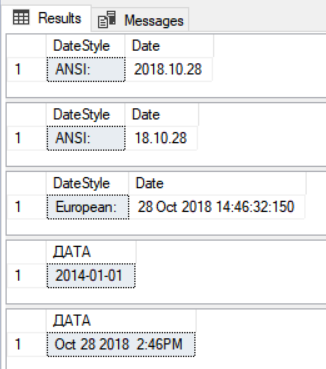 Results Messages
DateStyle Date
1 ANSI: 2018.10.28
DateStyle Date
1 ANSI: 18.10.28
DateStyle Date
1 European: 28 Oct 2018 14:46:32:150
ДАТА
1 2014-01-01
ДАТА
1 Oct 28 2018  2:46PM